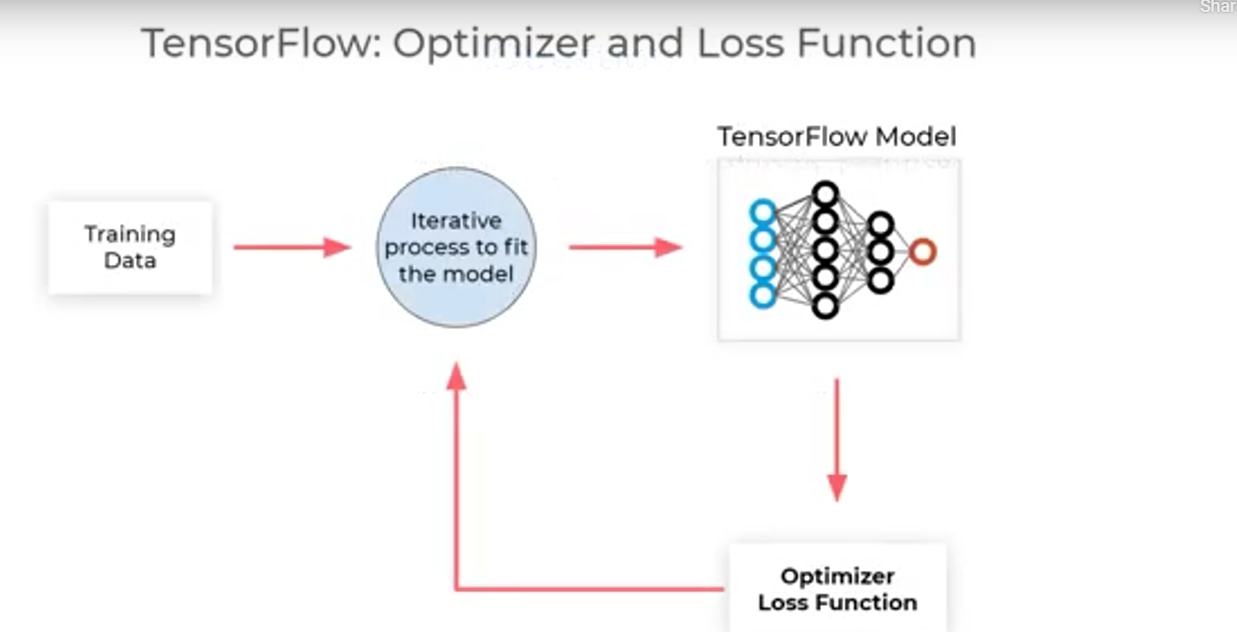 Shar
TensorFlow: Optimizer and Loss Function
TensorFlow Model
Training
Data
Iterative
process to fit
the model
Optimizer
Loss Function